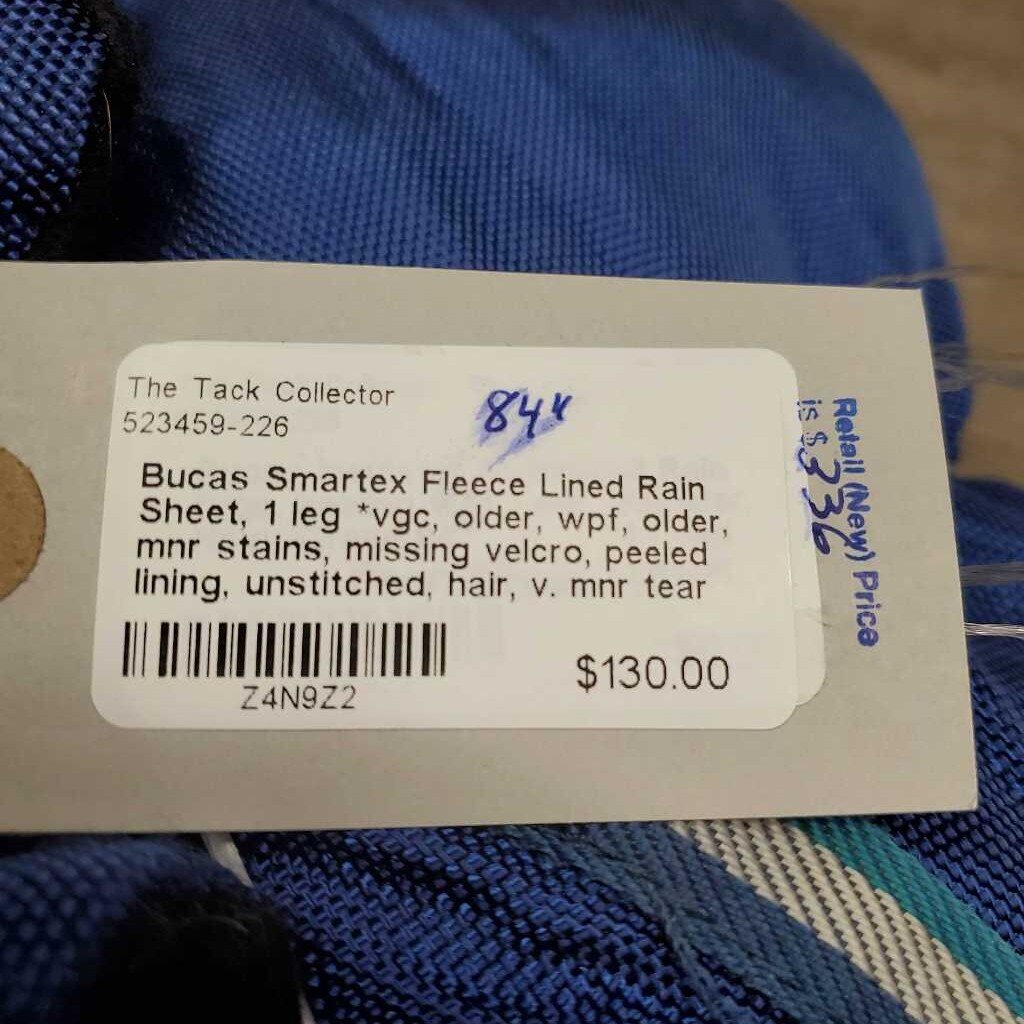 The Tack Collector
523459-226
84"
Bucas Smartex Fleece Lined Rain
Sheet, 1 leg *vgc, older, wpf, older,
mnr stains, missing velcro, peeled
lining, unstitched, hair, v. mnr tear
Z4N9Z2
$130.00
Retail (New) Price
is $336